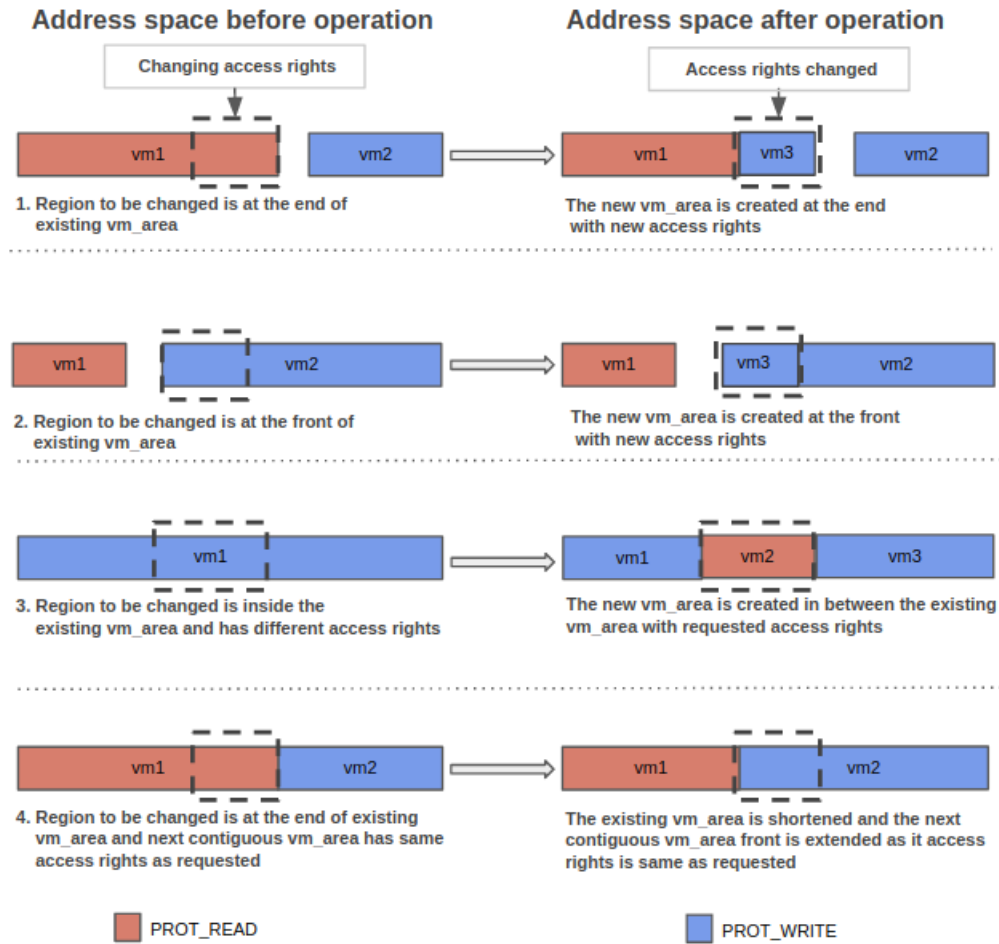 Address space before operation
Address space after operation
Changing access rights
Access rights changed
vm1
vm2
vm1
vm3
vm2
1. Region to be changed is at the end of
existing vm_area
The new vm_area is created at the end
with new access rights
vm1
vm2
vm1
vm3
vm2
2. Region to be changed is at the front of
existing vm_area
The new vm_area is created at the front
with new access rights
vm1
vm1
vm2
vm3
3. Region to be changed is inside the
existing vm_area and has different access rights
The new vm_area is created in between the existing
vm_area with requested access rights
vm1
vm2
vm1
vm2
4. Region to be changed is at the end of existing
vm_area and next contiguous vm_area has same
access rights as requested
The existing vm_area is shortened and the next
contiguous vm_area front is extended as it access
rights is same as requested
PROT_READ
PROT_WRITE